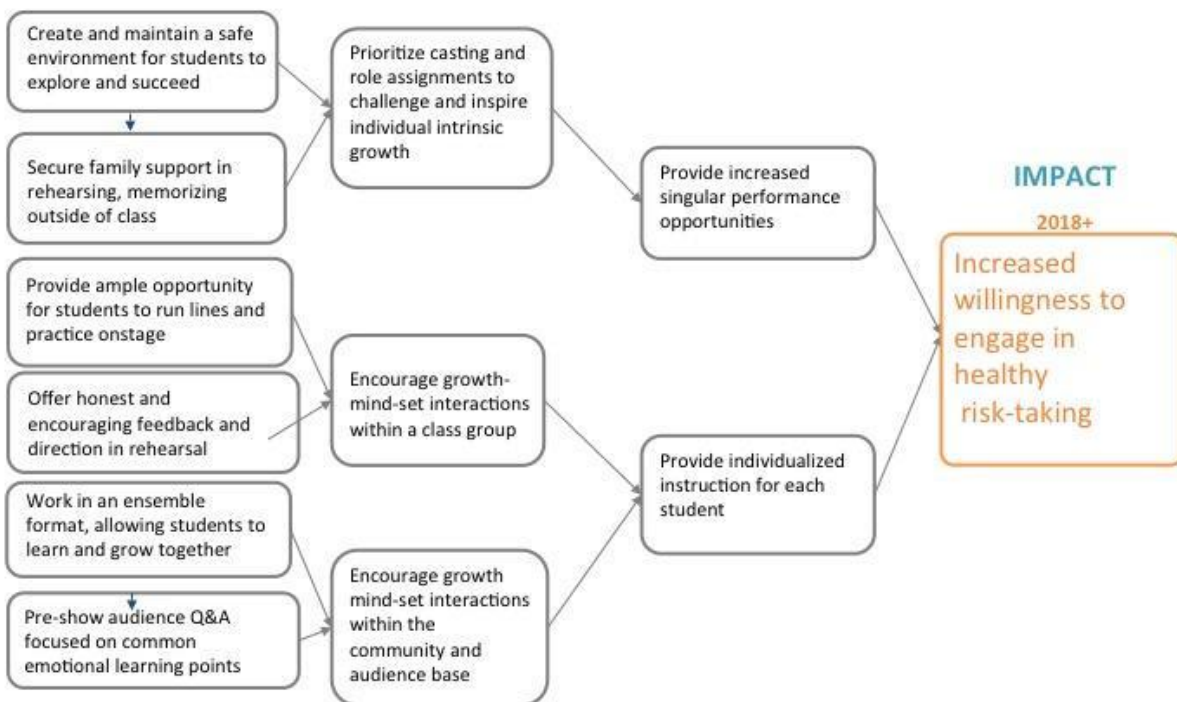 Create and maintain a safe
environment for students to
explore and succeed
Secure family support in
rehearsing, memorizing
outside of class
Provide ample opportunity
for students to run lines and
practice onstage
Offer honest and
encouraging feedback and
direction in rehearsal
Work in an ensemble
format, allowing students to
learn and grow together
Pre-show audience Q&A
focused on common
emotional learning points
Prioritize casting and
role assignments to
challenge and inspire
individual intrinsic
growth
Encourage growth-
mind-set interactions
within a class group
Encourage growth
mind-set interactions
within the
community and
audience base
Provide increased
singular performance
opportunities
Provide individualized
instruction for each
student
IMPACT
2018+
Increased
willingness to
engage in
healthy
risk-taking